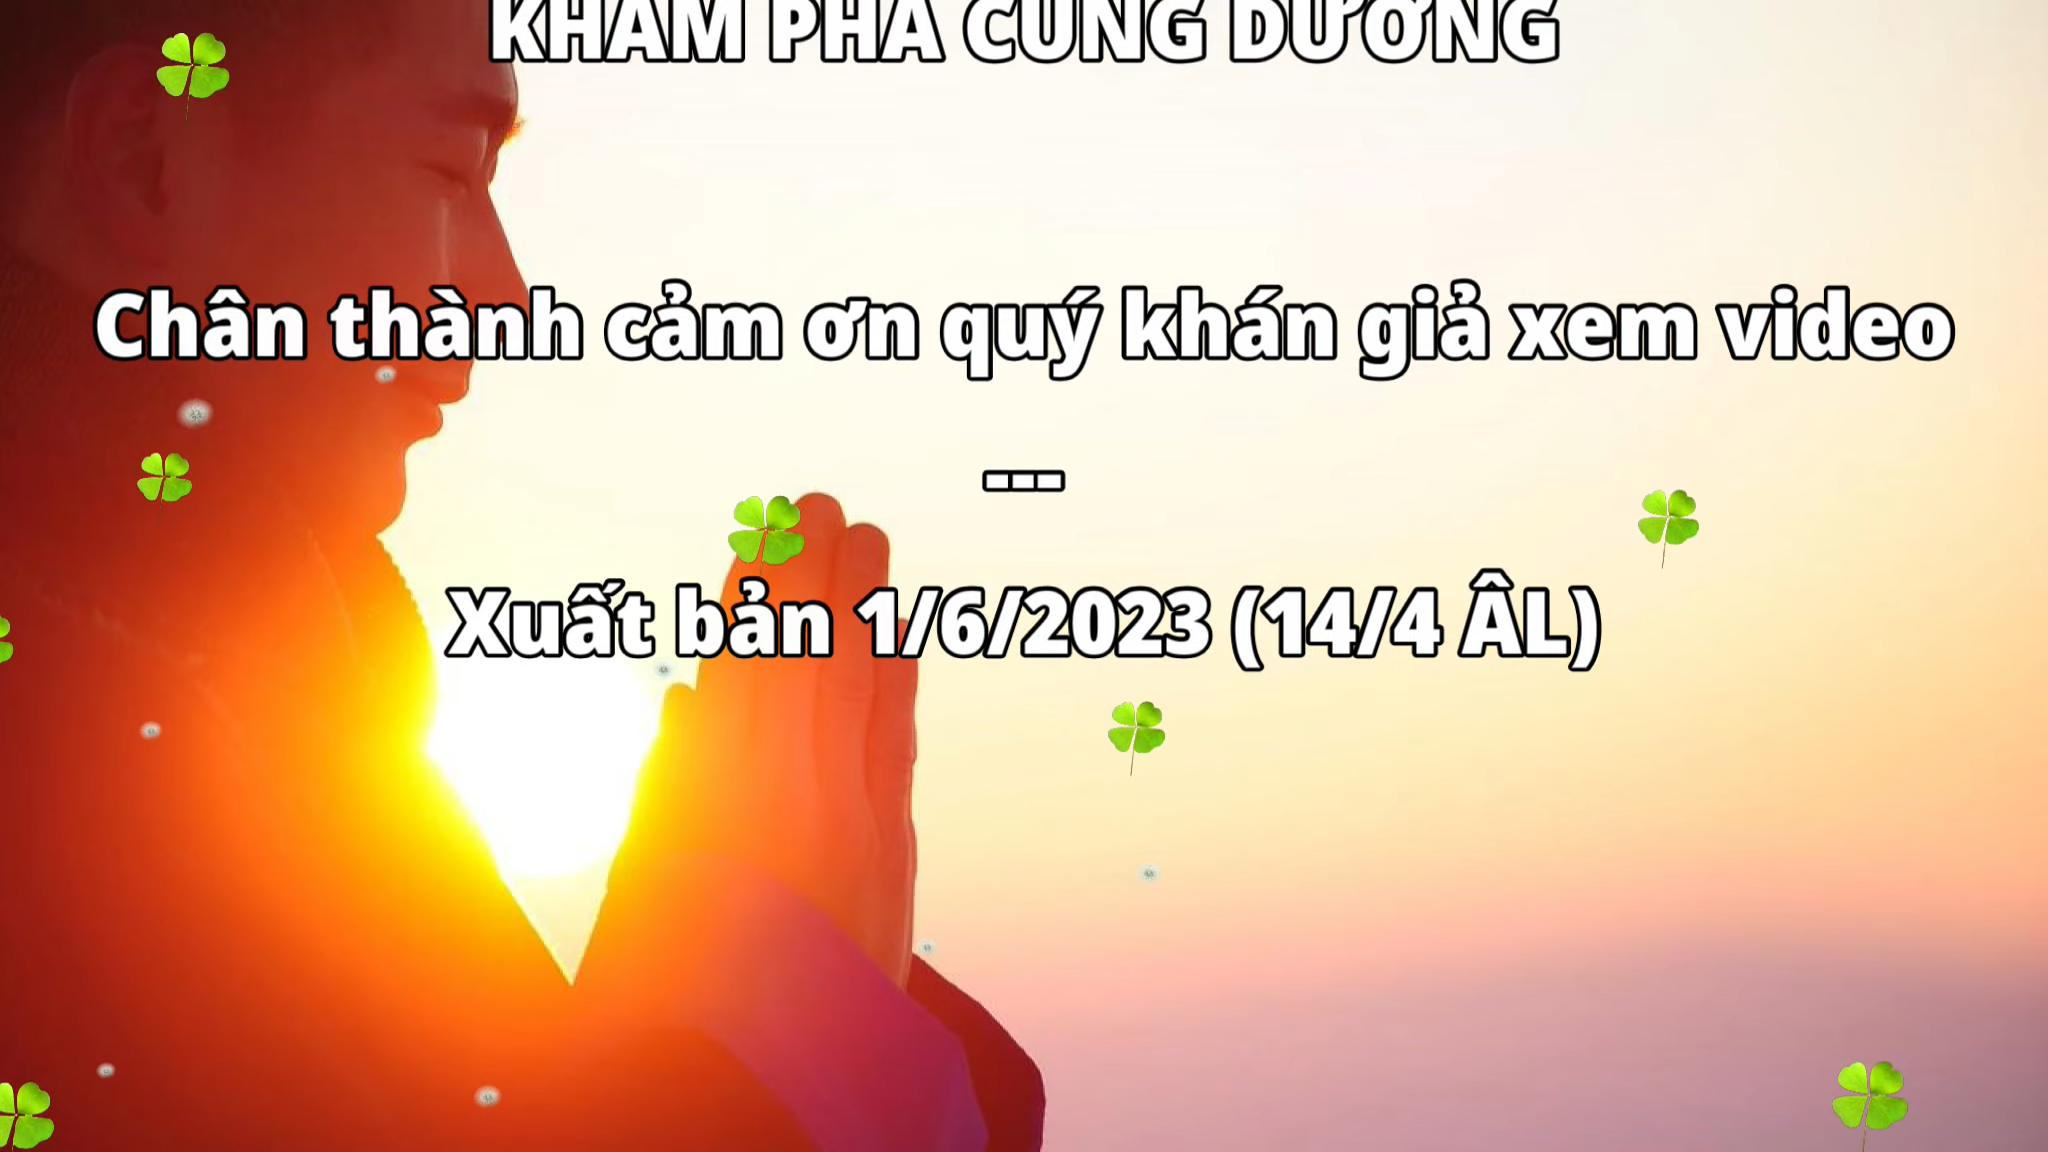 KHÁM PHÁ CÚNG DƯỜNG
Chân thành cảm ơn quý khán giả xem video
---
Xuất bản 1/6/2023 (14/4 ÂL)